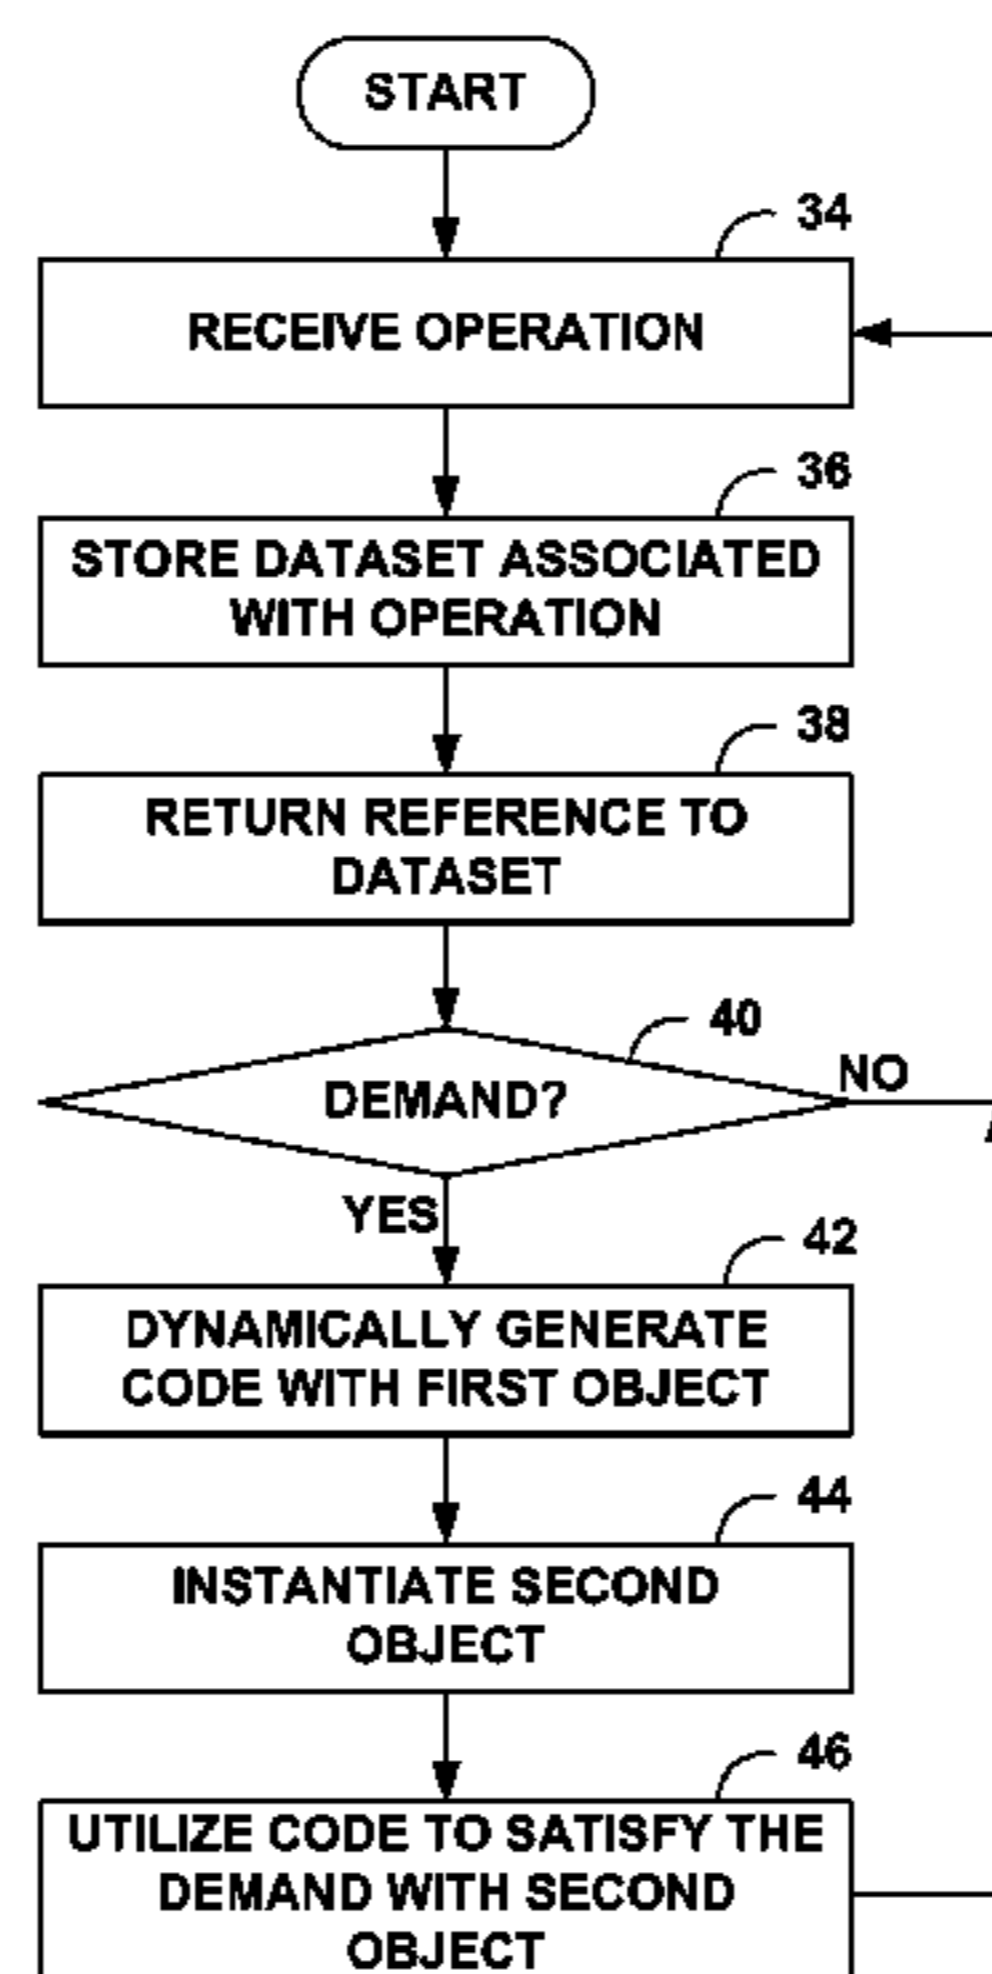 START
34
RECEIVE OPERATION
36
STORE DATASET ASSOCIATED
WITH OPERATION
38
RETURN REFERENCE TO
DATASET
40
DEMAND?
NO
YES
42
DYNAMICALLY GENERATE
CODE WITH FIRST OBJECT
44
INSTANTIATE SECOND
OBJECT
46
UTILIZE CODE TO SATISFY THE
DEMAND WITH SECOND
OBJECT